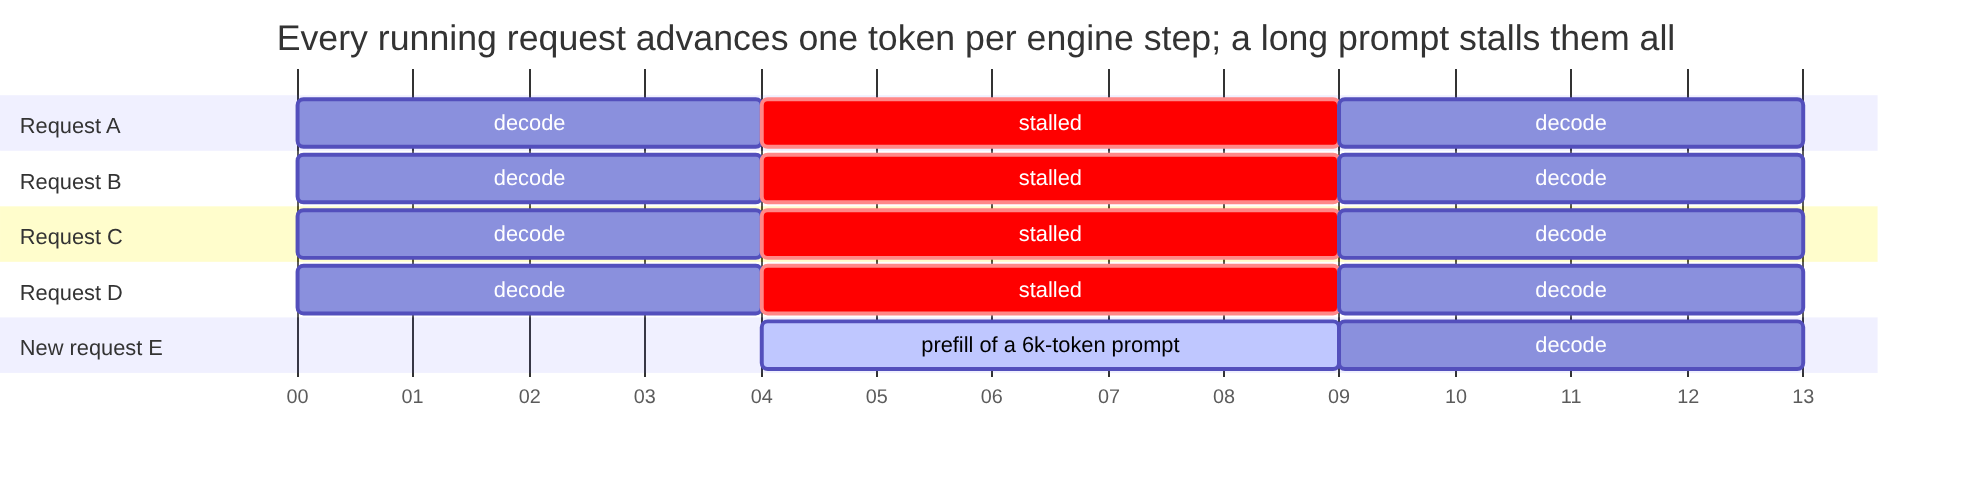 Every running request advances one token per engine step; a long prompt stalls them all
Request A decode stalled decode
Request B decode stalled decode
Request C decode stalled decode
Request D decode stalled decode
New request E prefill of a 6k-token prompt decode
00 01 02 03 04 05 06 07 08 09 10 11 12 13